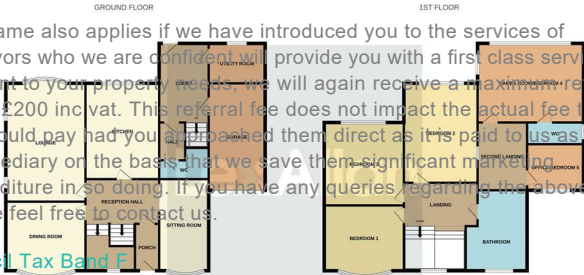 GROUND FLOOR
1ST FLOOR
ame also applies if we have introduced you to the services of
yors who we are confident will provide you with a first class servi
nt to your property needs, we will again receive a maximum re
£200 inc vat. This referral fee does not impact the actual fee
uld pay had you approached them direct as it is paid to us as
ediary on the basis that we save them significant marketing
diture in so doing. If you have any queries regarding the above
e feel free to contact us.
cil Tax Band F
UTILITY ROOM
LOBBY
LOUNGE
KITCHEN
HALL
GARAGE
WC
RECEPTION HALL
DINING ROOM
PORCH
SITTING ROOM
BEDROOM 2
BEDROOM 3
SECOND LANDING
WC
OFFICE/BEDROOM 5
LANDING
BEDROOM 1
BATHROOM